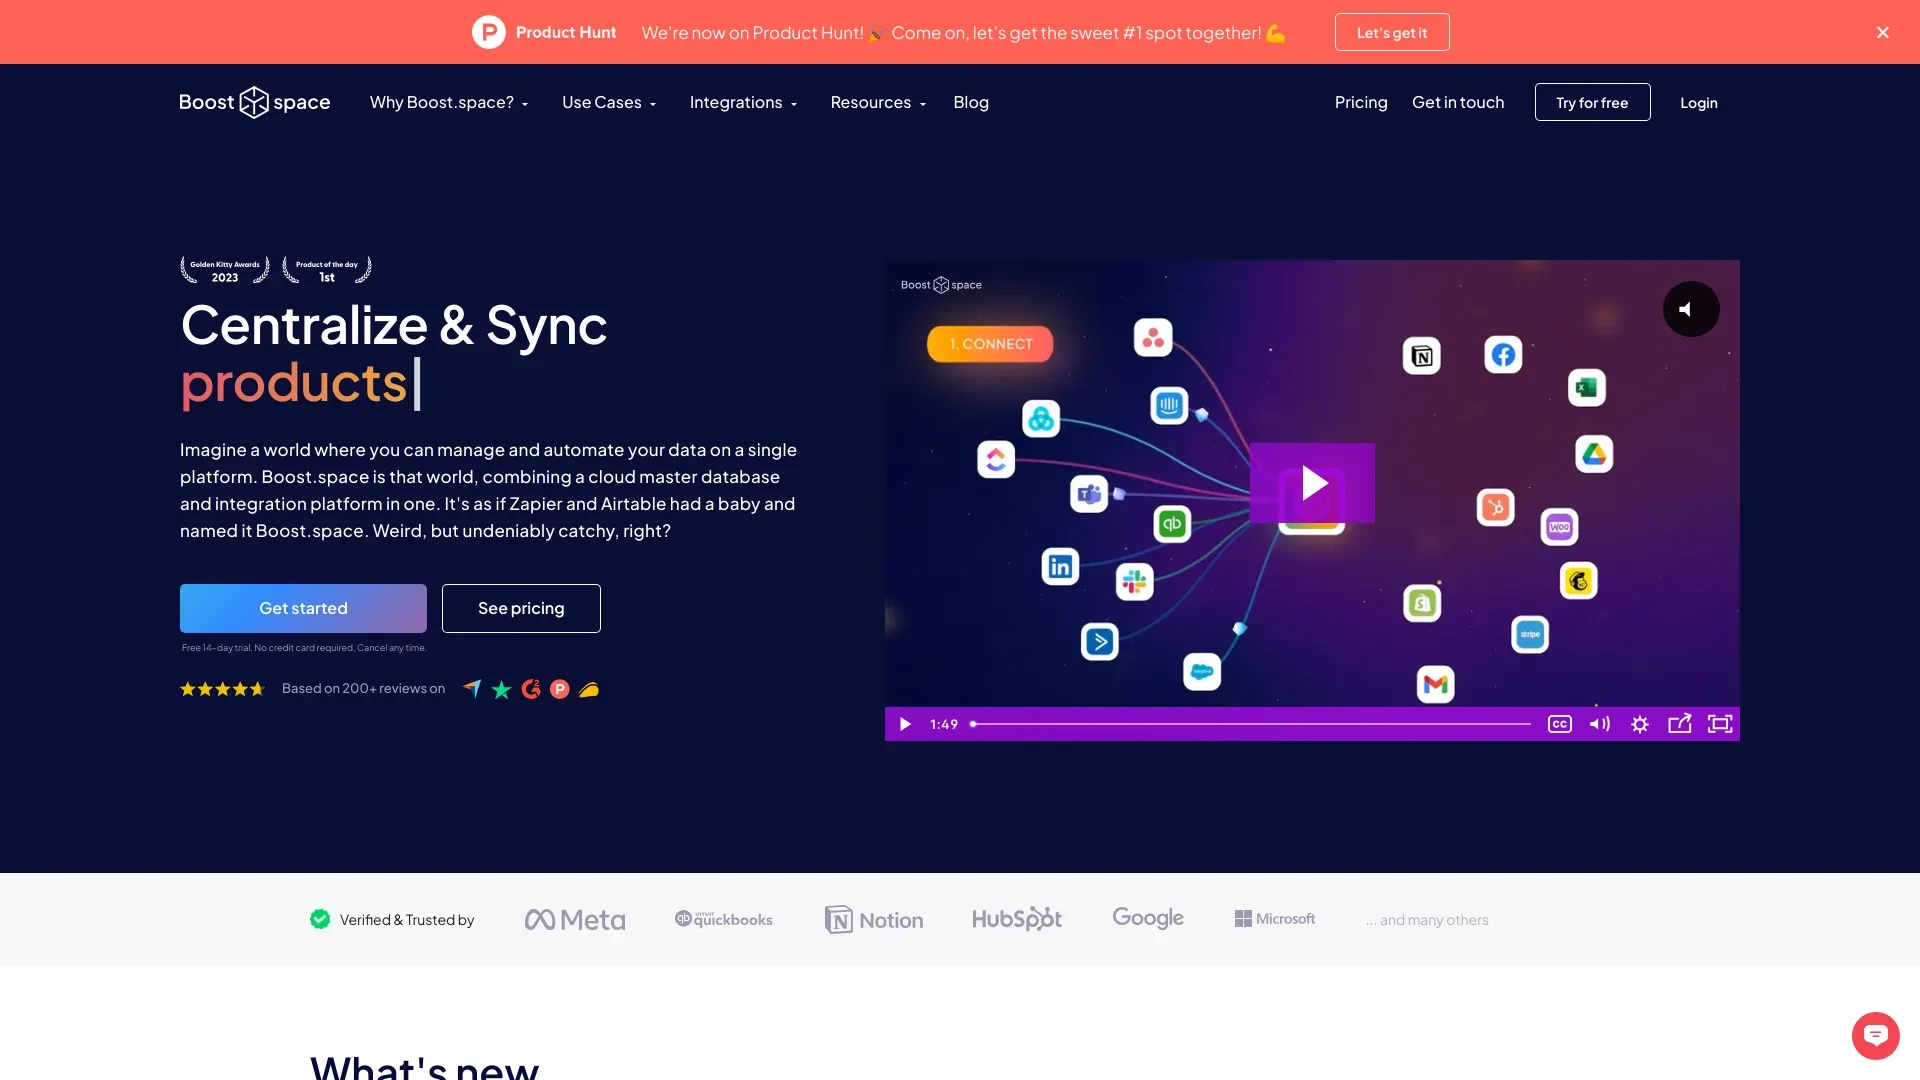 Product Hunt We're now on Product Hunt! 🎉 Come on, let's get the sweet #1 spot together! 💪 Let's get it
Boost space Why Boost.space? Use Cases Integrations Resources Blog Pricing Get in touch Try for free Login
Golden Kitty Awards 2023
Product of the day 1st
Centralize & Sync
products
Imagine a world where you can manage and automate your data on a single
platform. Boost.space is that world, combining a cloud master database
and integration platform in one. It's as if Zapier and Airtable had a baby and
named it Boost.space. Weird, but undeniably catchy, right?
Get started See pricing
Free 14-day trial. No credit card required. Cancel any time.
Based on 200+ reviews on
Boost space
1. CONNECT
qb
in
woo
stripe
1:49 CC
Verified & Trusted by Meta quickbooks Notion HubSpot Google Microsoft ... and many others
What's new